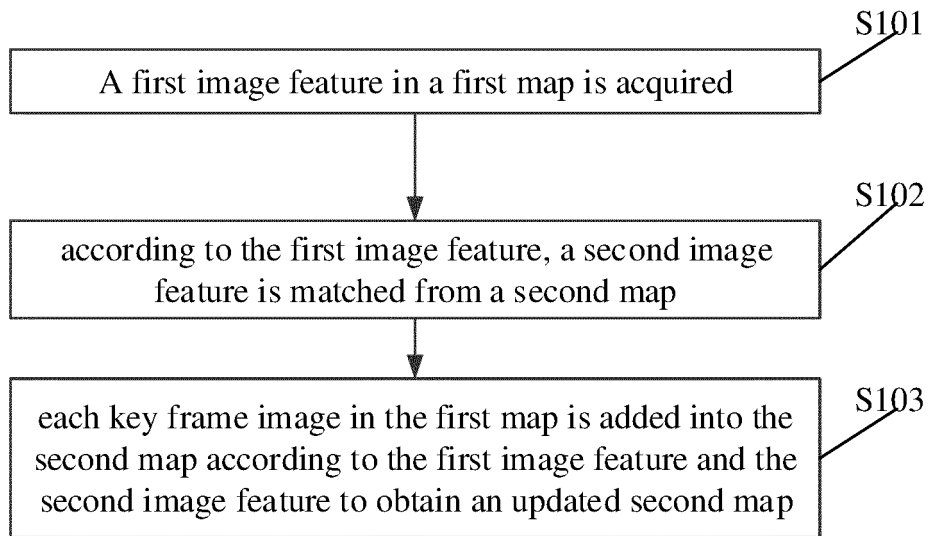 S101
A first image feature in a first map is acquired
S102
according to the first image feature, a second image
feature is matched from a second map
S103
each key frame image in the first map is added into the
second map according to the first image feature and the
second image feature to obtain an updated second map